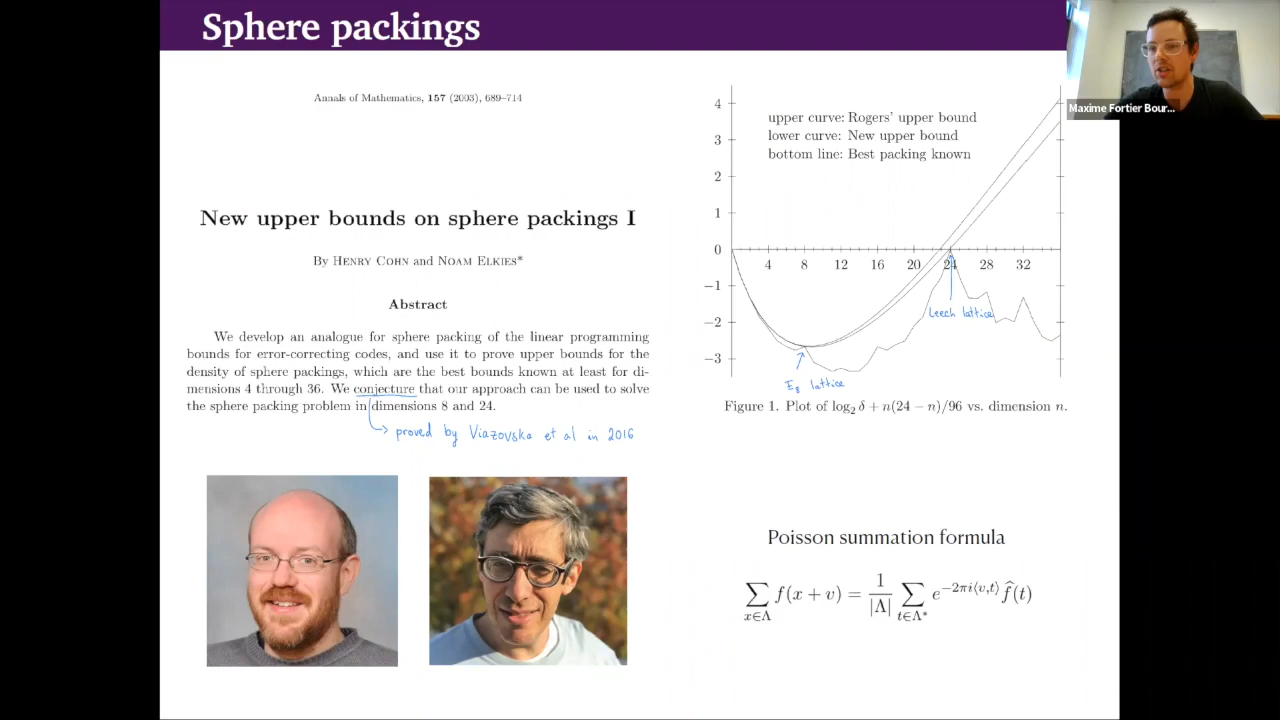 Sphere packings
Annals of Mathematics, 157 (2003), 689–714
New upper bounds on sphere packings I
By Henry Cohn and Noam Elkies*
Abstract
We develop an analogue for sphere packing of the linear programming
bounds for error-correcting codes, and use it to prove upper bounds for the
density of sphere packings, which are the best bounds known at least for di-
mensions 4 through 36. We conjecture that our approach can be used to solve
the sphere packing problem in dimensions 8 and 24.
proved by Viazovska et al in 2016
4
3
2
1
0
−1
−2
−3
upper curve: Rogers' upper bound
lower curve: New upper bound
bottom line: Best packing known
4 8 12 16 20 24 28 32
Leech lattice
E₈ lattice
Figure 1. Plot of log₂ δ + n(24 − n)/96 vs. dimension n.
Poisson summation formula
∑_{x∈Λ} f(x + v) = 1/|Λ| ∑_{t∈Λ*} e^{−2πi⟨v,t⟩} f̂(t)
Maxime Fortier Bour...